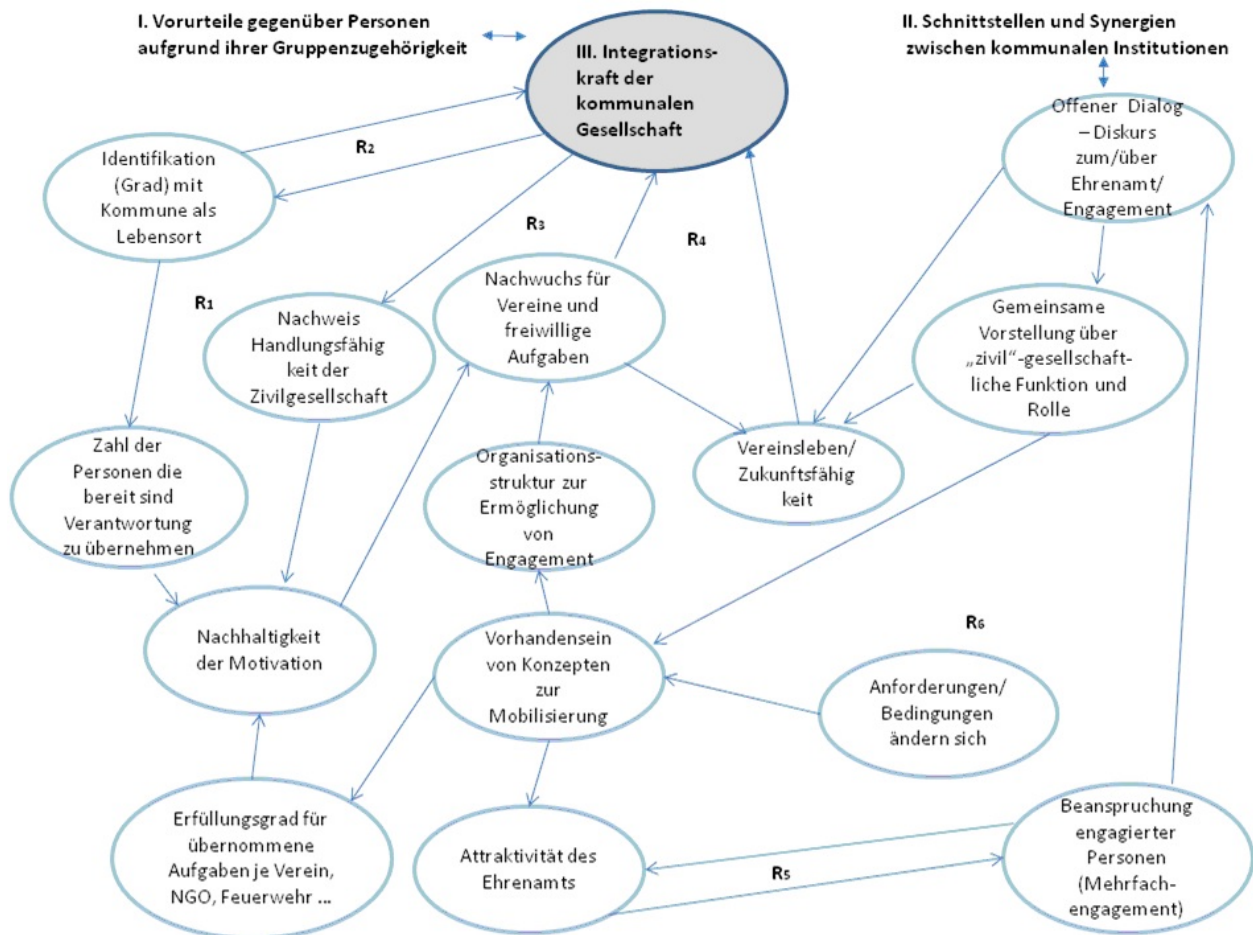 I. Vorurteile gegenüber Personen
aufgrund ihrer Gruppenzugehörigkeit
II. Schnittstellen und Synergien
zwischen kommunalen Institutionen
III. Integrations-
kraft der
kommunalen
Gesellschaft
Offener Dialog
– Diskurs
zum/über
Ehrenamt/
Engagement
Identifikation
(Grad) mit
Kommune als
Lebensort
R2
R3
R4
R1
Nachweis
Handlungsfähig
keit der
Zivilgesellschaft
Nachwuchs für
Vereine und
freiwillige
Aufgaben
Gemeinsame
Vorstellung über
„zivil“-gesellschaft-
liche Funktion und
Rolle
Zahl der
Personen die
bereit sind
Verantwortung
zu übernehmen
Organisations-
struktur zur
Ermöglichung
von
Engagement
Vereinsleben/
Zukunftsfähig
keit
Nachhaltigkeit
der Motivation
Vorhandensein
von Konzepten
zur
Mobilisierung
R6
Anforderungen/
Bedingungen
ändern sich
Erfüllungsgrad für
übernommene
Aufgaben je Verein,
NGO, Feuerwehr ...
Attraktivität des
Ehrenamts
R5
Beanspruchung
engagierter
Personen
(Mehrfach-
engagement)